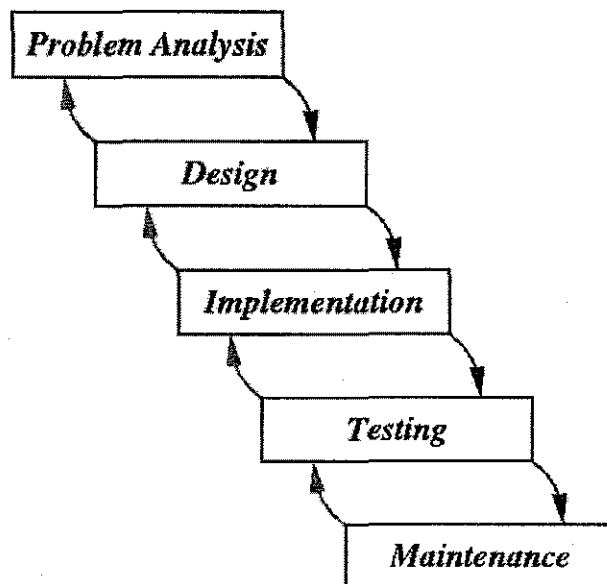 Problem Analysis
Design
Implementation
Testing
Maintenance